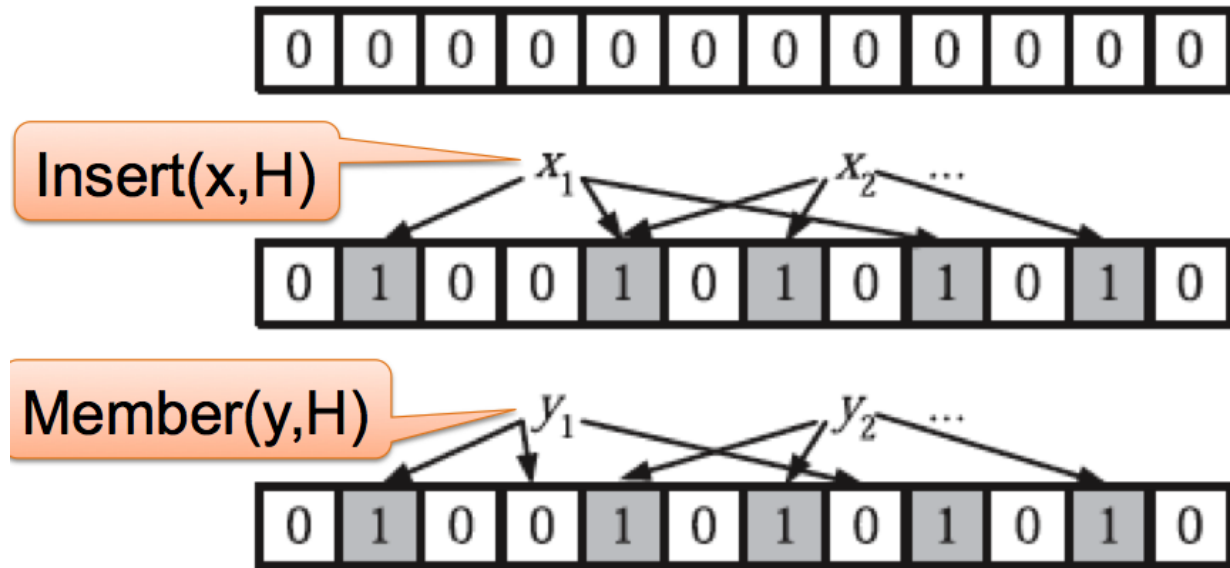 0 0 0 0 0 0 0 0 0 0 0 0
Insert(x,H)
x1 x2 ...
0 1 0 0 1 0 1 0 1 0 1 0
Member(y,H)
y1 y2 ...
0 1 0 0 1 0 1 0 1 0 1 0